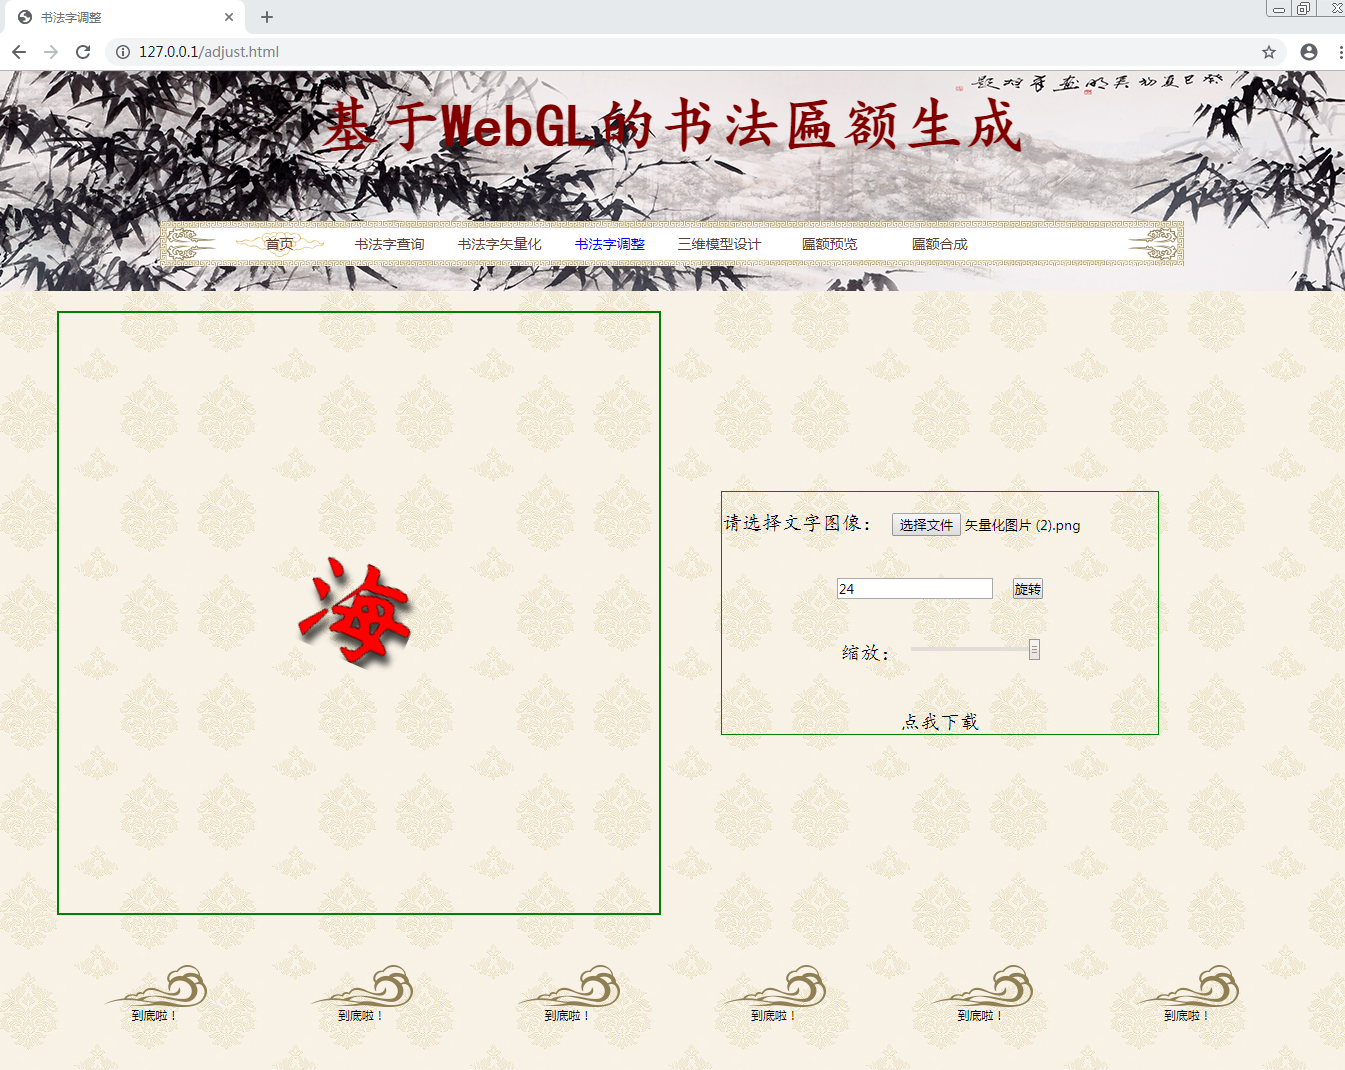 书法字调整
127.0.0.1/adjust.html
基于WebGL的书法匾额生成
首页 书法字查询 书法字矢量化 书法字调整 三维模型设计 匾额预览 匾额合成
海
请选择文字图像： 选择文件 矢量化图片 (2).png
24 旋转
缩放：
点我下载
到底啦！ 到底啦！ 到底啦！ 到底啦！ 到底啦！ 到底啦！